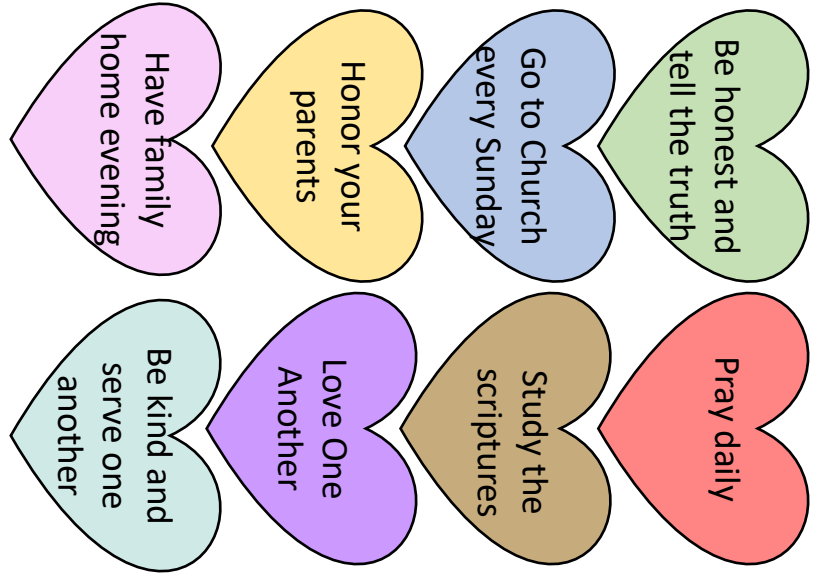 Be honest and
tell the truth
Pray daily
Go to Church
every Sunday
Study the
scriptures
Honor your
parents
Love One
Another
Have family
home evening
Be kind and
serve one
another